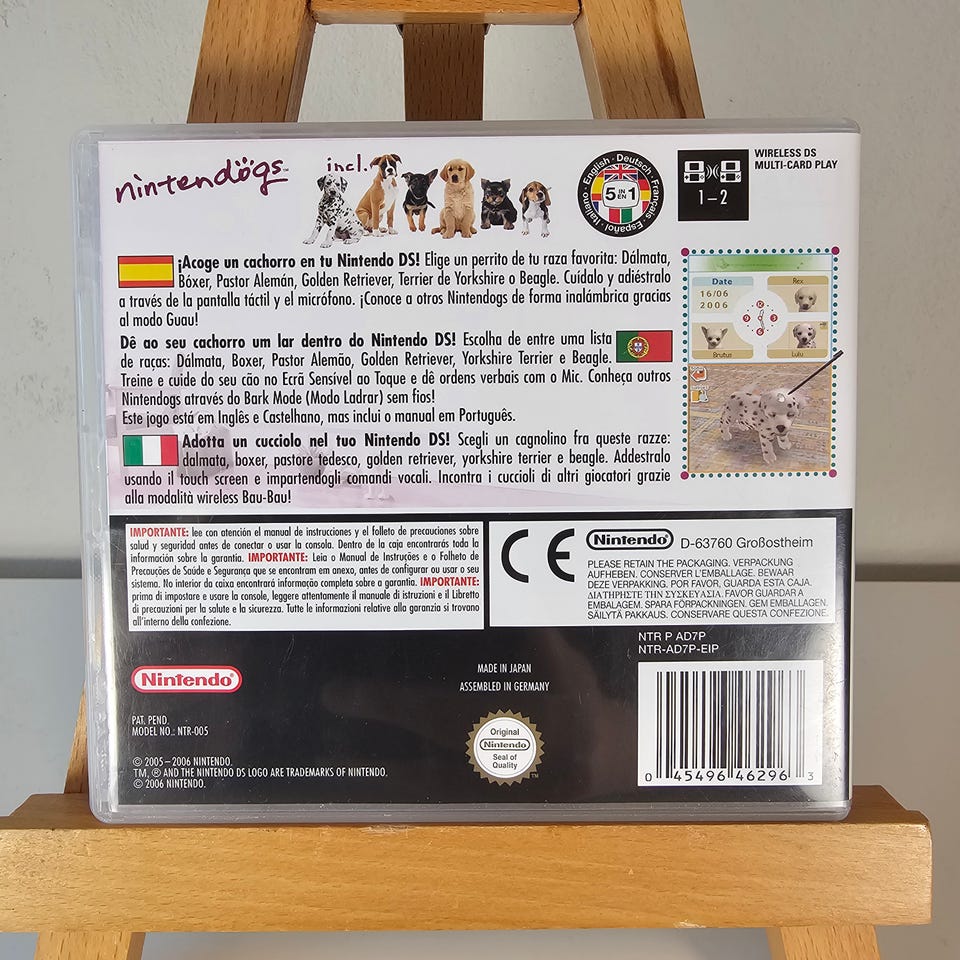 nintendogs™
incl.
English · Deutsch · Français · Español · Italiano
5 IN EN 1
1–2
WIRELESS DS
MULTI-CARD PLAY
¡Acoge un cachorro en tu Nintendo DS! Elige un perrito de tu raza favorita: Dálmata,
Bóxer, Pastor Alemán, Golden Retriever, Terrier de Yorkshire o Beagle. Cuídalo y adiéstralo
a través de la pantalla táctil y el micrófono. ¡Conoce a otros Nintendogs de forma inalámbrica gracias
al modo Guau!
Dê ao seu cachorro um lar dentro do Nintendo DS! Escolha de entre uma lista
de raças: Dálmata, Boxer, Pastor Alemão, Golden Retriever, Yorkshire Terrier e Beagle.
Treine e cuide do seu cão no Ecrã Sensível ao Toque e dê ordens verbais com o Mic. Conheça outros
Nintendogs através do Bark Mode (Modo Ladrar) sem fios!
Este jogo está em Inglês e Castelhano, mas inclui o manual em Português.
Adotta un cucciolo nel tuo Nintendo DS! Scegli un cagnolino fra queste razze:
dalmata, boxer, pastore tedesco, golden retriever, yorkshire terrier e beagle. Addestralo
usando il touch screen e impartendogli comandi vocali. Incontra i cuccioli di altri giocatori grazie
alla modalità wireless Bau-Bau!
Date
16/06
2006
Rex
Brutus
Lulu
IMPORTANTE: lee con atención el manual de instrucciones y el folleto de precauciones sobre
salud y seguridad antes de conectar o usar la consola. Dentro de la caja encontrarás toda la
información sobre la garantía. IMPORTANTE: Leia o Manual de Instruções e o Folheto de
Precauções de Saúde e Segurança que se encontram em anexo, antes de configurar ou usar o seu
sistema. No interior da caixa encontrará informação completa sobre a garantia. IMPORTANTE:
prima di impostare e usare la console, leggere attentamente il manuale di istruzioni e il Libretto
di precauzioni per la salute e la sicurezza. Tutte le informazioni relative alla garanzia si trovano
all'interno della confezione.
CE
Nintendo® D-63760 Großostheim
PLEASE RETAIN THE PACKAGING. VERPACKUNG
AUFHEBEN. CONSERVER L'EMBALLAGE. BEWAAR
DEZE VERPAKKING. POR FAVOR, GUARDA ESTA CAJA.
ΔΙΑΤΗΡΗΣΤΕ ΤΗΝ ΣΥΣΚΕΥΑΣΙΑ. FAVOR GUARDAR A
EMBALAGEM. SPARA FÖRPACKNINGEN. GEM EMBALLAGEN.
SÄILYTÄ PAKKAUS. CONSERVARE QUESTA CONFEZIONE.
NTR P AD7P
NTR-AD7P-EIP
Nintendo®
MADE IN JAPAN
ASSEMBLED IN GERMANY
PAT. PEND.
MODEL NO.: NTR-005
Original
Nintendo
Seal of
Quality
TM
© 2005–2006 NINTENDO.
TM, ® AND THE NINTENDO DS LOGO ARE TRADEMARKS OF NINTENDO.
© 2006 NINTENDO.
0 45496 46296 3